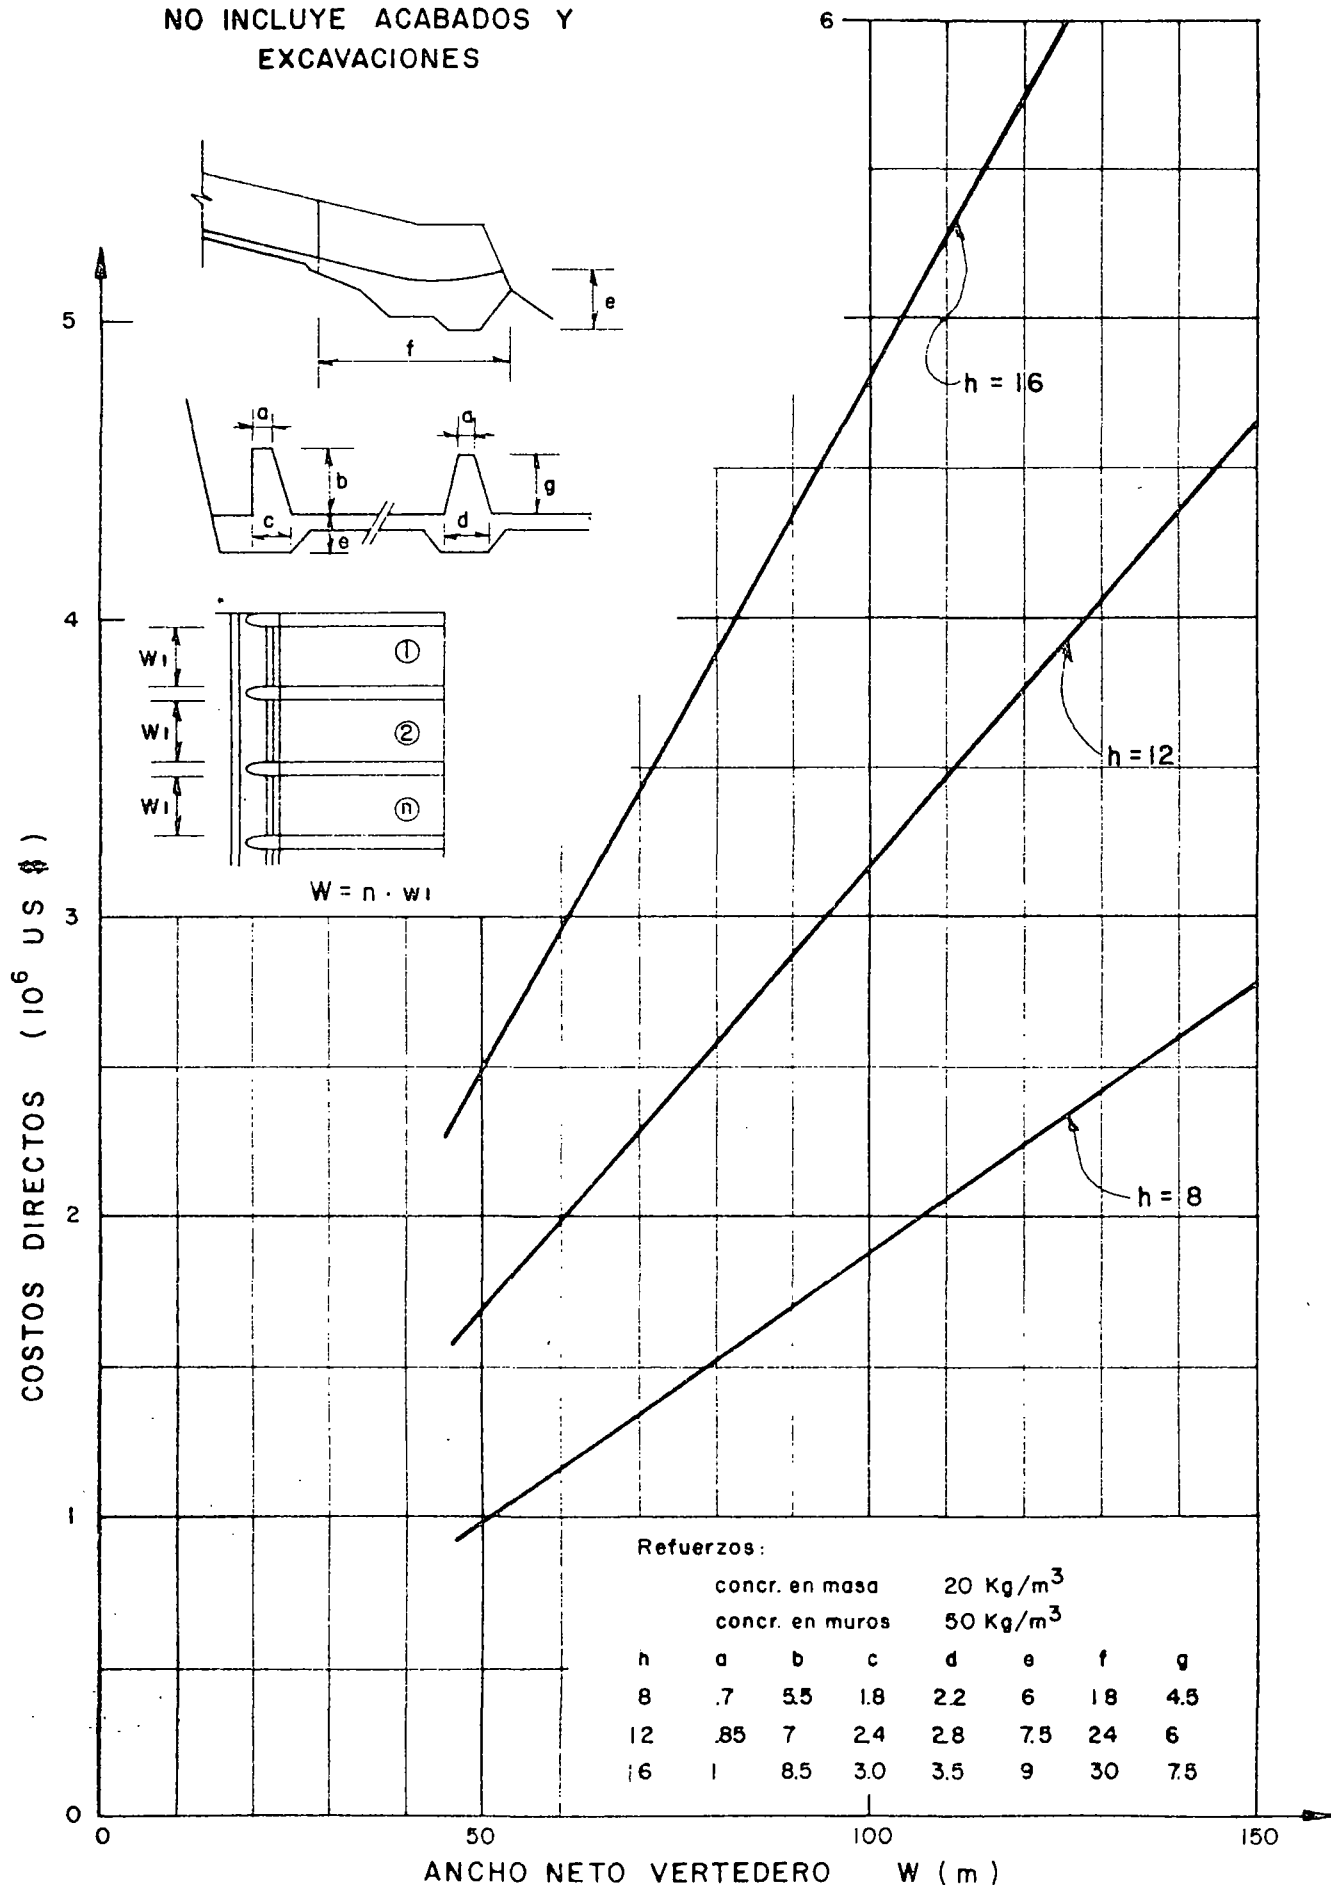 NO INCLUYE ACABADOS Y
EXCAVACIONES
6
e
f
5
h = 16
a
a
b
g
c
d
e
4
W1
1
W1
2
h = 12
W1
n
W = n · W1
3
COSTOS DIRECTOS (10⁶ US $)
2
h = 8
1
Refuerzos:
concr. en masa 20 Kg/m³
concr. en muros 50 Kg/m³
h a b c d e f g
8 .7 5.5 1.8 2.2 6 18 4.5
12 .85 7 2.4 2.8 7.5 24 6
16 1 8.5 3.0 3.5 9 30 7.5
0
0 50 100 150
ANCHO NETO VERTEDERO W (m)